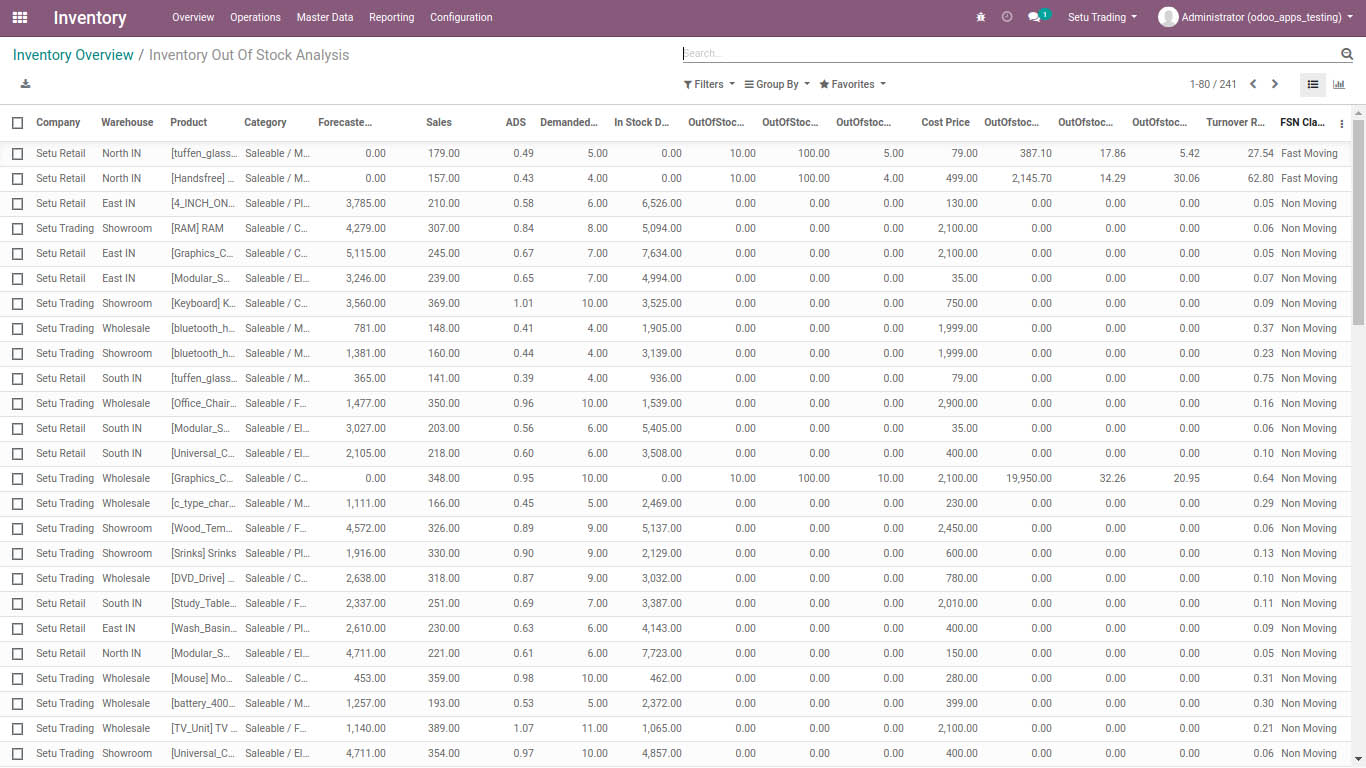 Inventory Overview Operations Master Data Reporting Configuration 1 Setu Trading Administrator (odoo_apps_testing)
Inventory Overview / Inventory Out Of Stock Analysis Search...
Filters Group By Favorites 1-80 / 241
Company Warehouse Product Category Forecaste... Sales ADS Demanded... In Stock D... OutOfStoc... OutOfStoc... OutOfstoc... Cost Price OutOfstoc... OutOfstoc... OutOfstoc... Turnover R... FSN Cla...
Setu Retail North IN [tuffen_glass... Saleable / M... 0.00 179.00 0.49 5.00 0.00 10.00 100.00 5.00 79.00 387.10 17.86 5.42 27.54 Fast Moving
Setu Retail North IN [Handsfree] ... Saleable / M... 0.00 157.00 0.43 4.00 0.00 10.00 100.00 4.00 499.00 2,145.70 14.29 30.06 62.80 Fast Moving
Setu Retail East IN [4_INCH_ON... Saleable / Pl... 3,785.00 210.00 0.58 6.00 6,526.00 0.00 0.00 0.00 130.00 0.00 0.00 0.00 0.05 Non Moving
Setu Trading Showroom [RAM] RAM Saleable / C... 4,279.00 307.00 0.84 8.00 5,094.00 0.00 0.00 0.00 2,100.00 0.00 0.00 0.00 0.06 Non Moving
Setu Retail East IN [Graphics_C... Saleable / C... 5,115.00 245.00 0.67 7.00 7,634.00 0.00 0.00 0.00 2,100.00 0.00 0.00 0.00 0.05 Non Moving
Setu Retail East IN [Modular_S... Saleable / El... 3,246.00 239.00 0.65 7.00 4,994.00 0.00 0.00 0.00 35.00 0.00 0.00 0.00 0.07 Non Moving
Setu Trading Showroom [Keyboard] K... Saleable / C... 3,560.00 369.00 1.01 10.00 3,525.00 0.00 0.00 0.00 750.00 0.00 0.00 0.00 0.09 Non Moving
Setu Trading Wholesale [bluetooth_h... Saleable / M... 781.00 148.00 0.41 4.00 1,905.00 0.00 0.00 0.00 1,999.00 0.00 0.00 0.00 0.37 Non Moving
Setu Trading Showroom [bluetooth_h... Saleable / M... 1,381.00 160.00 0.44 4.00 3,139.00 0.00 0.00 0.00 1,999.00 0.00 0.00 0.00 0.23 Non Moving
Setu Retail South IN [tuffen_glass... Saleable / M... 365.00 141.00 0.39 4.00 936.00 0.00 0.00 0.00 79.00 0.00 0.00 0.00 0.75 Non Moving
Setu Trading Wholesale [Office_Chair... Saleable / F... 1,477.00 350.00 0.96 10.00 1,539.00 0.00 0.00 0.00 2,900.00 0.00 0.00 0.00 0.16 Non Moving
Setu Retail South IN [Modular_S... Saleable / El... 3,027.00 203.00 0.56 6.00 5,405.00 0.00 0.00 0.00 35.00 0.00 0.00 0.00 0.06 Non Moving
Setu Retail South IN [Universal_C... Saleable / El... 2,105.00 218.00 0.60 6.00 3,508.00 0.00 0.00 0.00 400.00 0.00 0.00 0.00 0.10 Non Moving
Setu Trading Wholesale [Graphics_C... Saleable / C... 0.00 348.00 0.95 10.00 0.00 10.00 100.00 10.00 2,100.00 19,950.00 32.26 20.95 0.64 Non Moving
Setu Trading Wholesale [c_type_char... Saleable / M... 1,111.00 166.00 0.45 5.00 2,469.00 0.00 0.00 0.00 230.00 0.00 0.00 0.00 0.29 Non Moving
Setu Trading Showroom [Wood_Tem... Saleable / F... 4,572.00 326.00 0.89 9.00 5,137.00 0.00 0.00 0.00 2,450.00 0.00 0.00 0.00 0.06 Non Moving
Setu Trading Showroom [Srinks] Srinks Saleable / Pl... 1,916.00 330.00 0.90 9.00 2,129.00 0.00 0.00 0.00 600.00 0.00 0.00 0.00 0.13 Non Moving
Setu Trading Wholesale [DVD_Drive] ... Saleable / C... 2,638.00 318.00 0.87 9.00 3,032.00 0.00 0.00 0.00 780.00 0.00 0.00 0.00 0.10 Non Moving
Setu Retail South IN [Study_Table... Saleable / F... 2,337.00 251.00 0.69 7.00 3,387.00 0.00 0.00 0.00 2,010.00 0.00 0.00 0.00 0.11 Non Moving
Setu Retail East IN [Wash_Basin... Saleable / Pl... 2,610.00 230.00 0.63 6.00 4,143.00 0.00 0.00 0.00 400.00 0.00 0.00 0.00 0.09 Non Moving
Setu Retail North IN [Modular_S... Saleable / El... 4,711.00 221.00 0.61 6.00 7,723.00 0.00 0.00 0.00 150.00 0.00 0.00 0.00 0.05 Non Moving
Setu Trading Wholesale [Mouse] Mo... Saleable / C... 453.00 359.00 0.98 10.00 462.00 0.00 0.00 0.00 280.00 0.00 0.00 0.00 0.31 Non Moving
Setu Trading Wholesale [battery_400... Saleable / M... 1,257.00 193.00 0.53 5.00 2,372.00 0.00 0.00 0.00 399.00 0.00 0.00 0.00 0.30 Non Moving
Setu Trading Wholesale [TV_Unit] TV ... Saleable / F... 1,140.00 389.00 1.07 11.00 1,065.00 0.00 0.00 0.00 2,100.00 0.00 0.00 0.00 0.21 Non Moving
Setu Trading Showroom [Universal_C... Saleable / El... 4,711.00 354.00 0.97 10.00 4,857.00 0.00 0.00 0.00 400.00 0.00 0.00 0.00 0.06 Non Moving